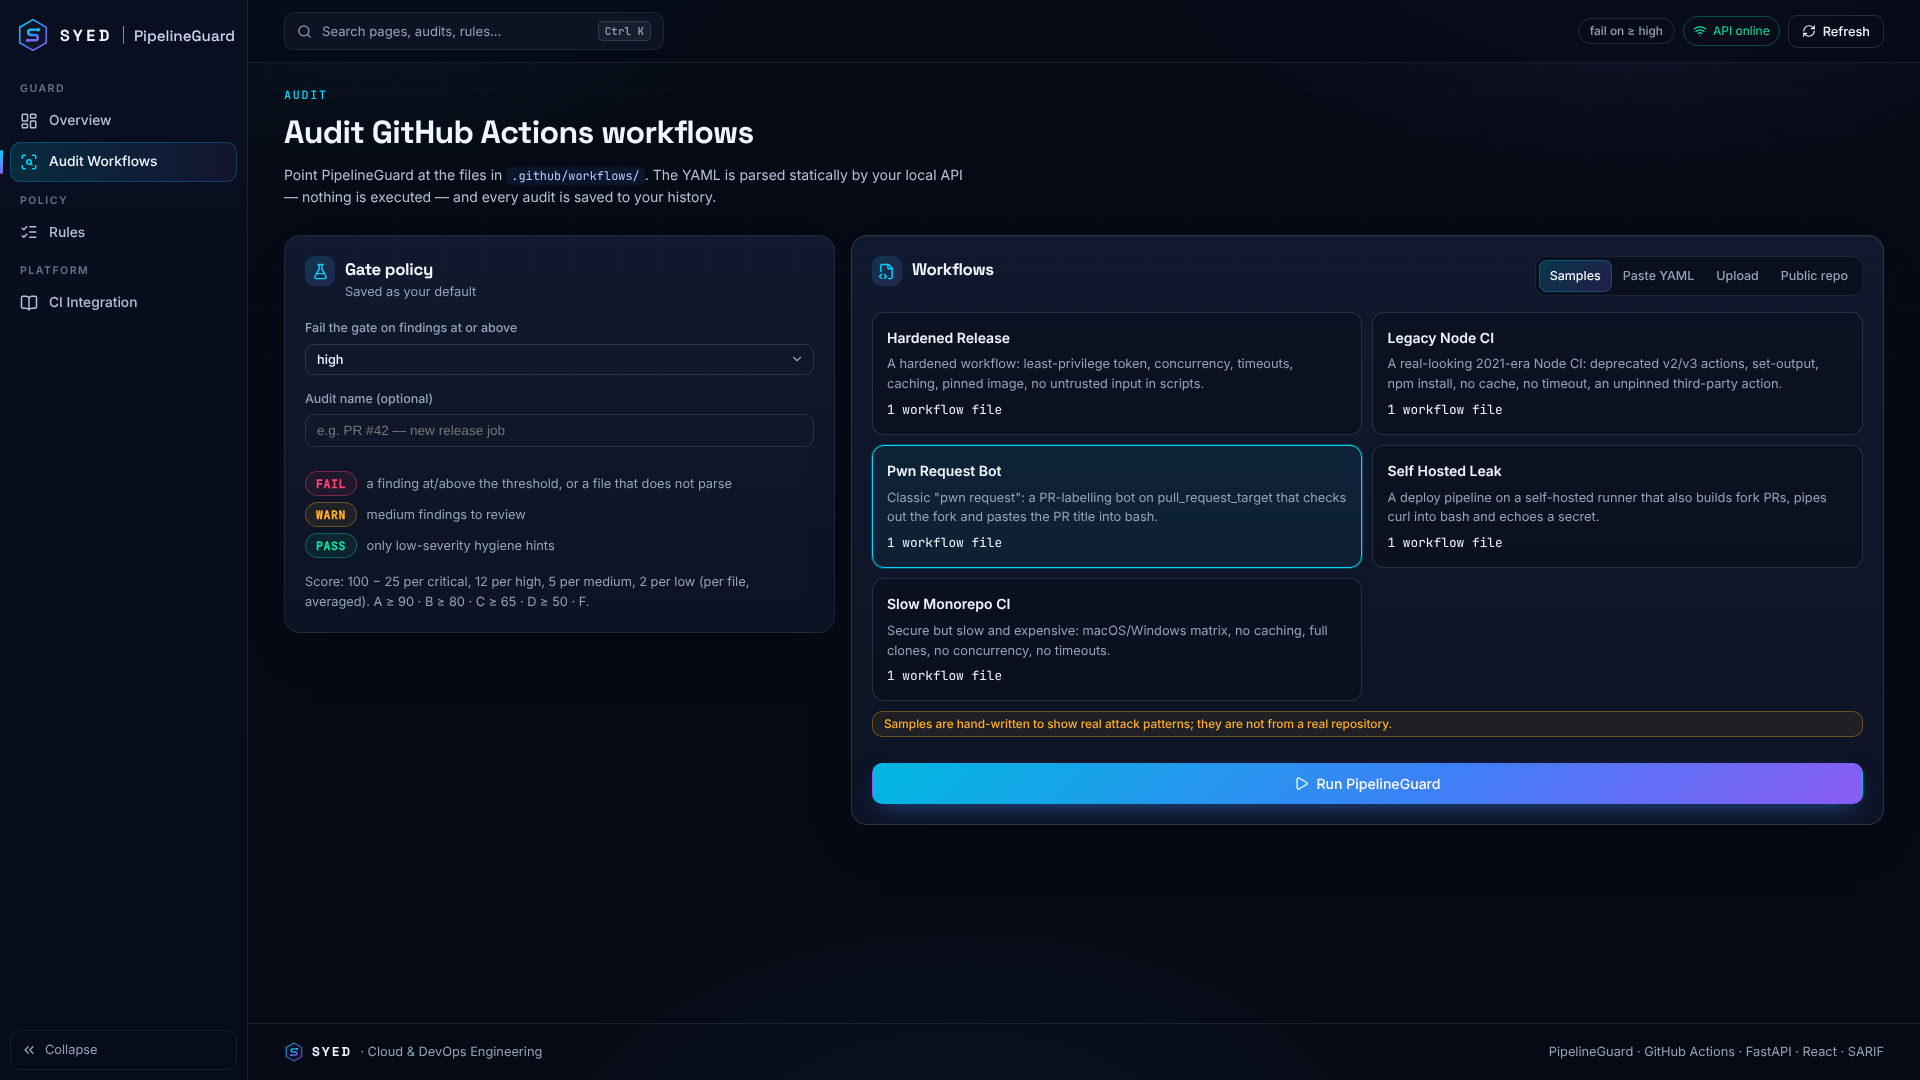 SYED | PipelineGuard
Search pages, audits, rules...
Ctrl K
fail on ≥ high
API online
Refresh
GUARD
Overview
Audit Workflows
POLICY
Rules
PLATFORM
CI Integration
Collapse
AUDIT
Audit GitHub Actions workflows
Point PipelineGuard at the files in .github/workflows/ . The YAML is parsed statically by your local API
— nothing is executed — and every audit is saved to your history.
Gate policy
Saved as your default
Fail the gate on findings at or above
high
Audit name (optional)
e.g. PR #42 — new release job
FAIL a finding at/above the threshold, or a file that does not parse
WARN medium findings to review
PASS only low-severity hygiene hints
Score: 100 − 25 per critical, 12 per high, 5 per medium, 2 per low (per file,
averaged). A ≥ 90 · B ≥ 80 · C ≥ 65 · D ≥ 50 · F.
Workflows
Samples
Paste YAML
Upload
Public repo
Hardened Release
A hardened workflow: least-privilege token, concurrency, timeouts,
caching, pinned image, no untrusted input in scripts.
1 workflow file
Legacy Node CI
A real-looking 2021-era Node CI: deprecated v2/v3 actions, set-output,
npm install, no cache, no timeout, an unpinned third-party action.
1 workflow file
Pwn Request Bot
Classic "pwn request": a PR-labelling bot on pull_request_target that checks
out the fork and pastes the PR title into bash.
1 workflow file
Self Hosted Leak
A deploy pipeline on a self-hosted runner that also builds fork PRs, pipes
curl into bash and echoes a secret.
1 workflow file
Slow Monorepo CI
Secure but slow and expensive: macOS/Windows matrix, no caching, full
clones, no concurrency, no timeouts.
1 workflow file
Samples are hand-written to show real attack patterns; they are not from a real repository.
Run PipelineGuard
SYED · Cloud & DevOps Engineering
PipelineGuard · GitHub Actions · FastAPI · React · SARIF